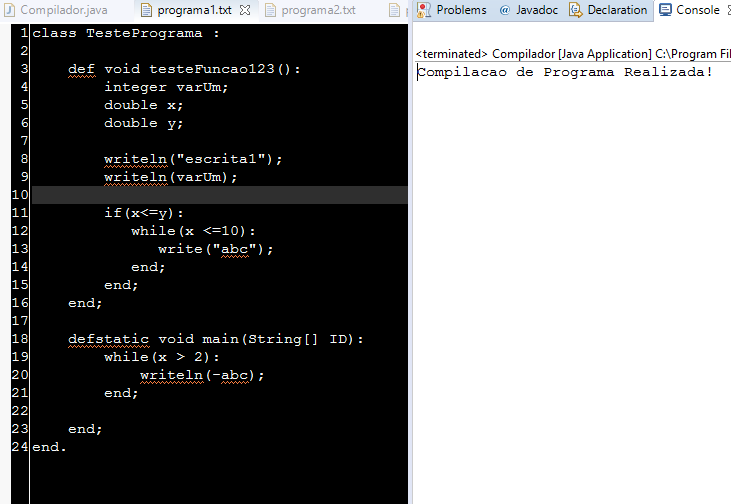 Compilador.java programa1.txt programa2.txt
Problems @ Javadoc Declaration Console
<terminated> Compilador [Java Application] C:\Program Fil
Compilacao de Programa Realizada!
1 class TestePrograma :
2
3 def void testeFuncao123():
4 integer varUm;
5 double x;
6 double y;
7
8 writeln("escrita1");
9 writeln(varUm);
10
11 if(x<=y):
12 while(x <=10):
13 write("abc");
14 end;
15 end;
16 end;
17
18 defstatic void main(String[] ID):
19 while(x > 2):
20 writeln(-abc);
21 end;
22
23 end;
24 end.